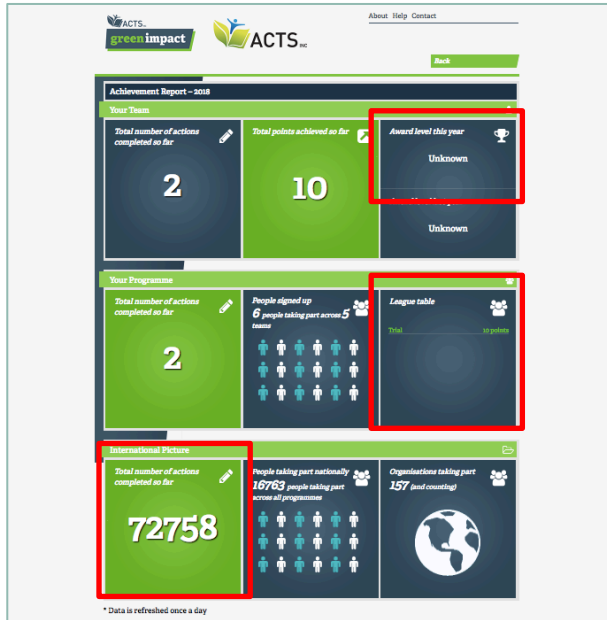 ACTS INC
green impact
ACTS INC
About Help Contact
Back
Achievement Report – 2018
Your Team
Total number of actions
completed so far
2
Total points achieved so far
10
Award level this year
Unknown
Unknown
Your Programme
Total number of actions
completed so far
2
People signed up
6 people taking part across 5
teams
League table
Trial 10 points
International Picture
Total number of actions
completed so far
72758
People taking part nationally
16763 people taking part
across all programmes
Organisations taking part
157 (and counting)
* Data is refreshed once a day